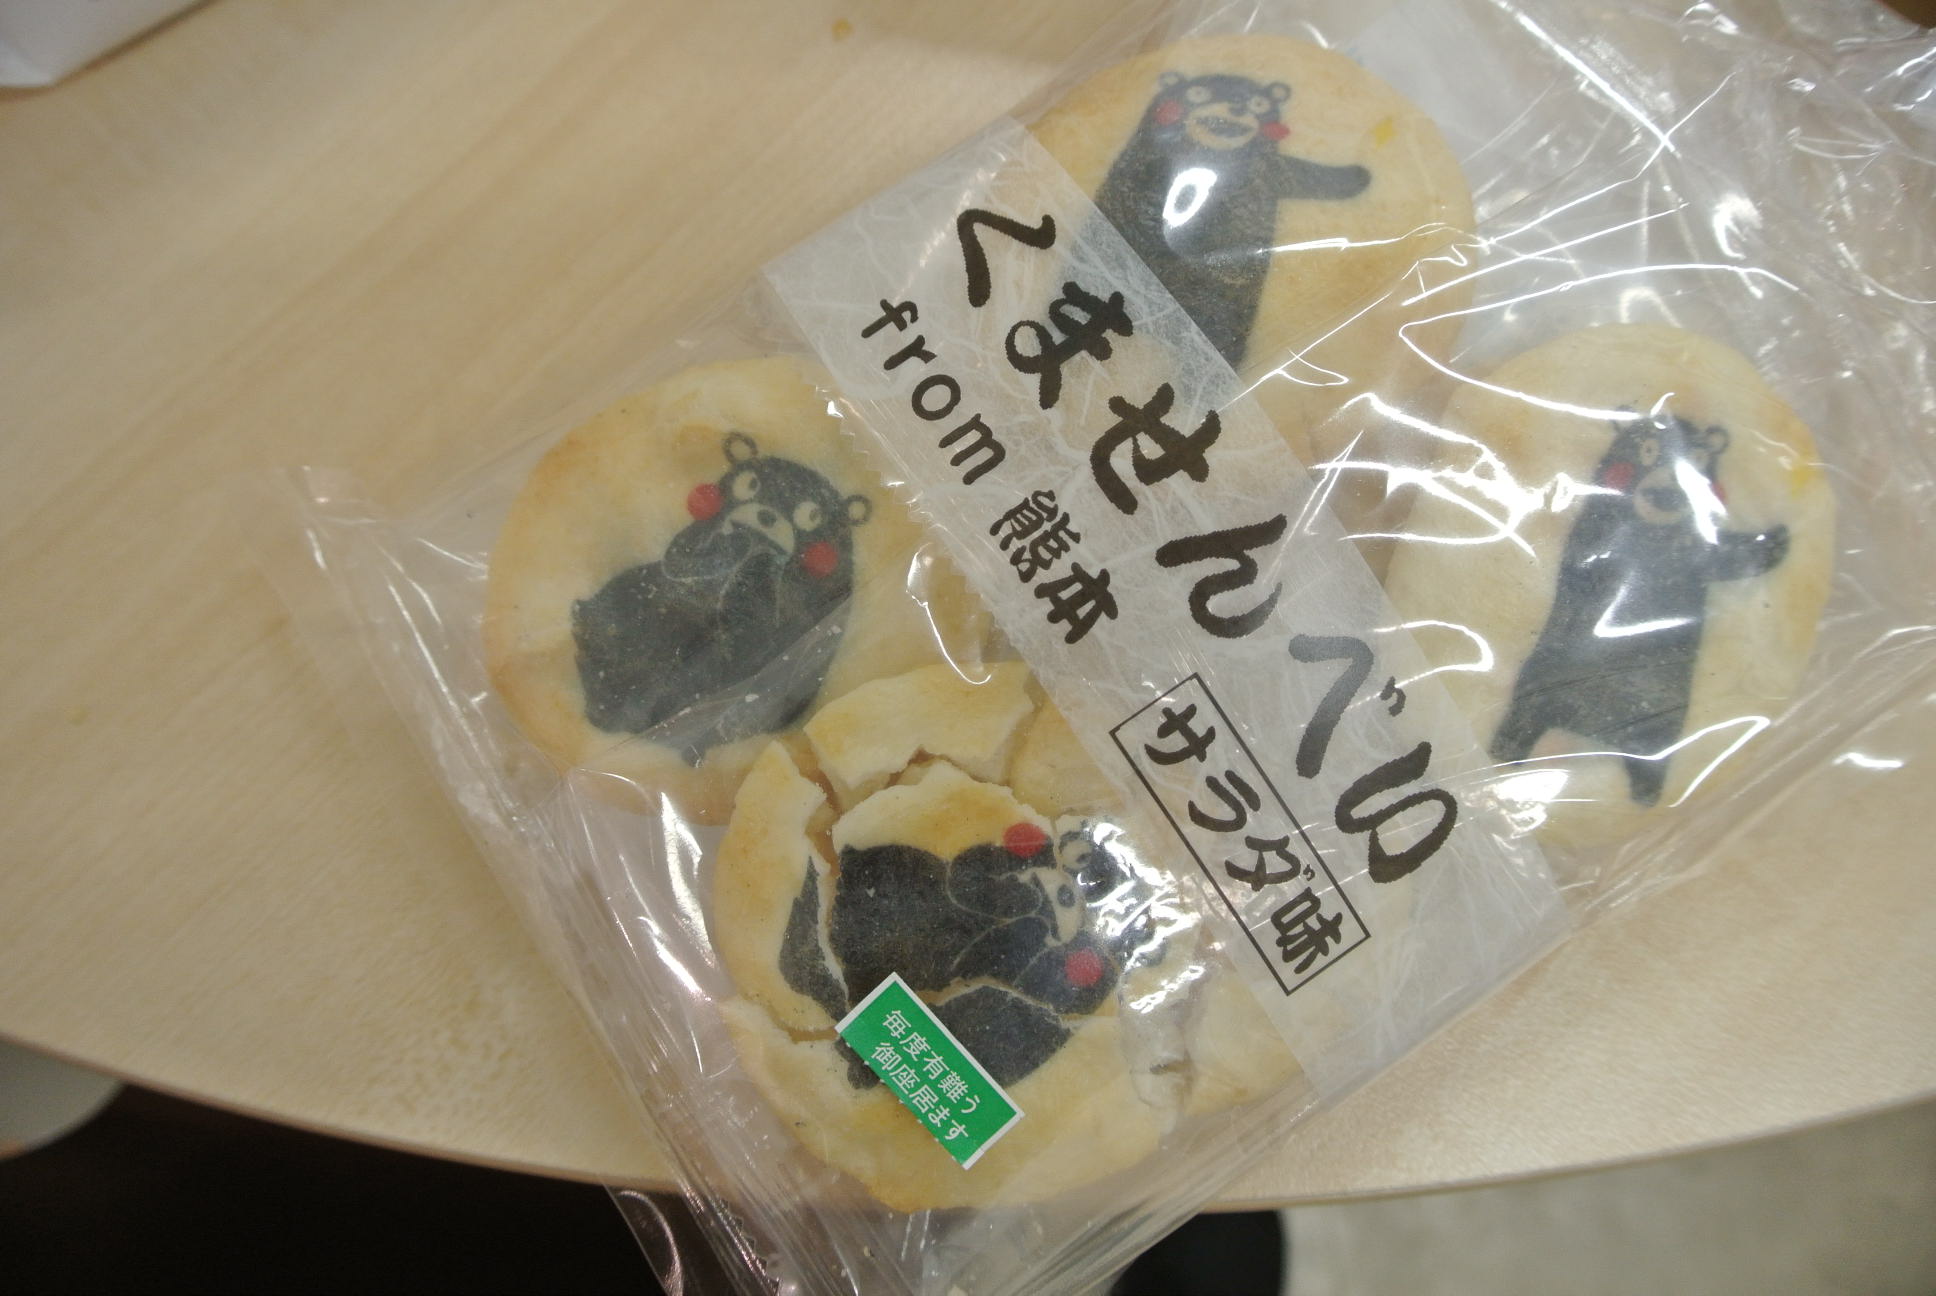 くませんべい
from 熊本
サラダ味
毎度有難う
御座居ます